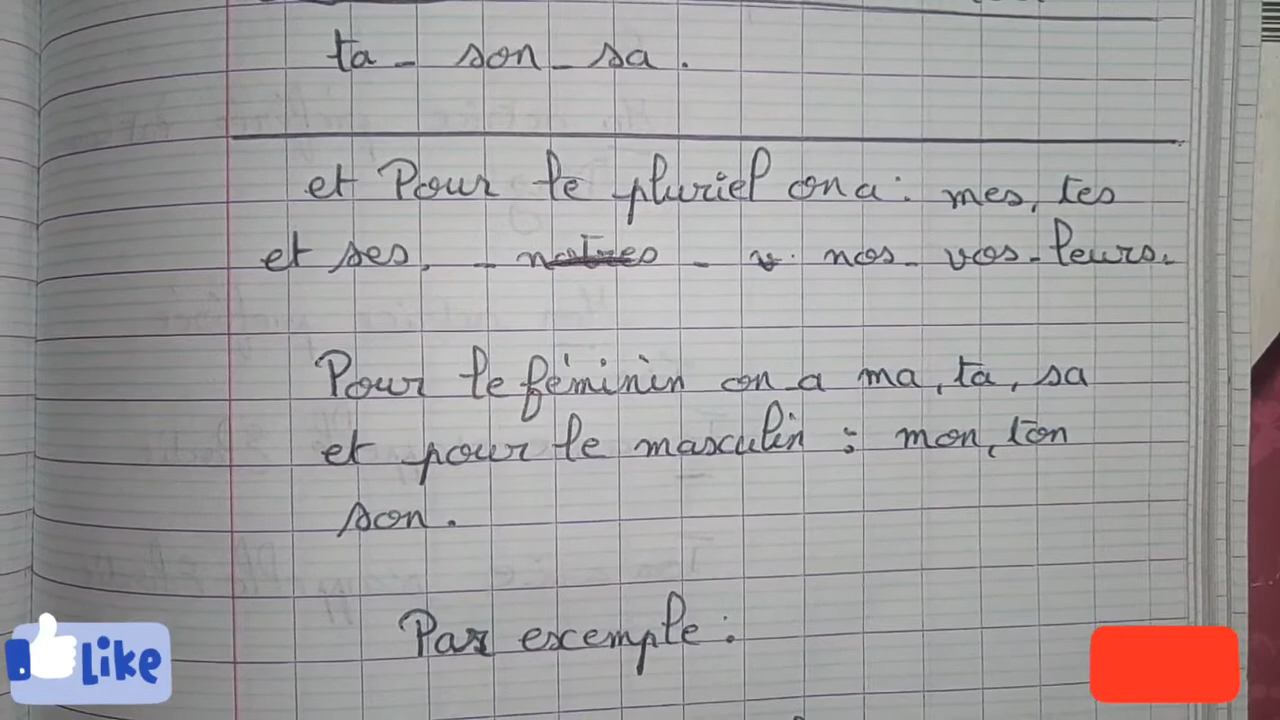 ta - son - sa.
et Pour le pluriel on a : mes, tes
et ses. - notres - v. nos - vos - leurs.
Pour le féminin on a ma, ta, sa
et pour le masculin : mon, ton
son.
Par exemple :
Like